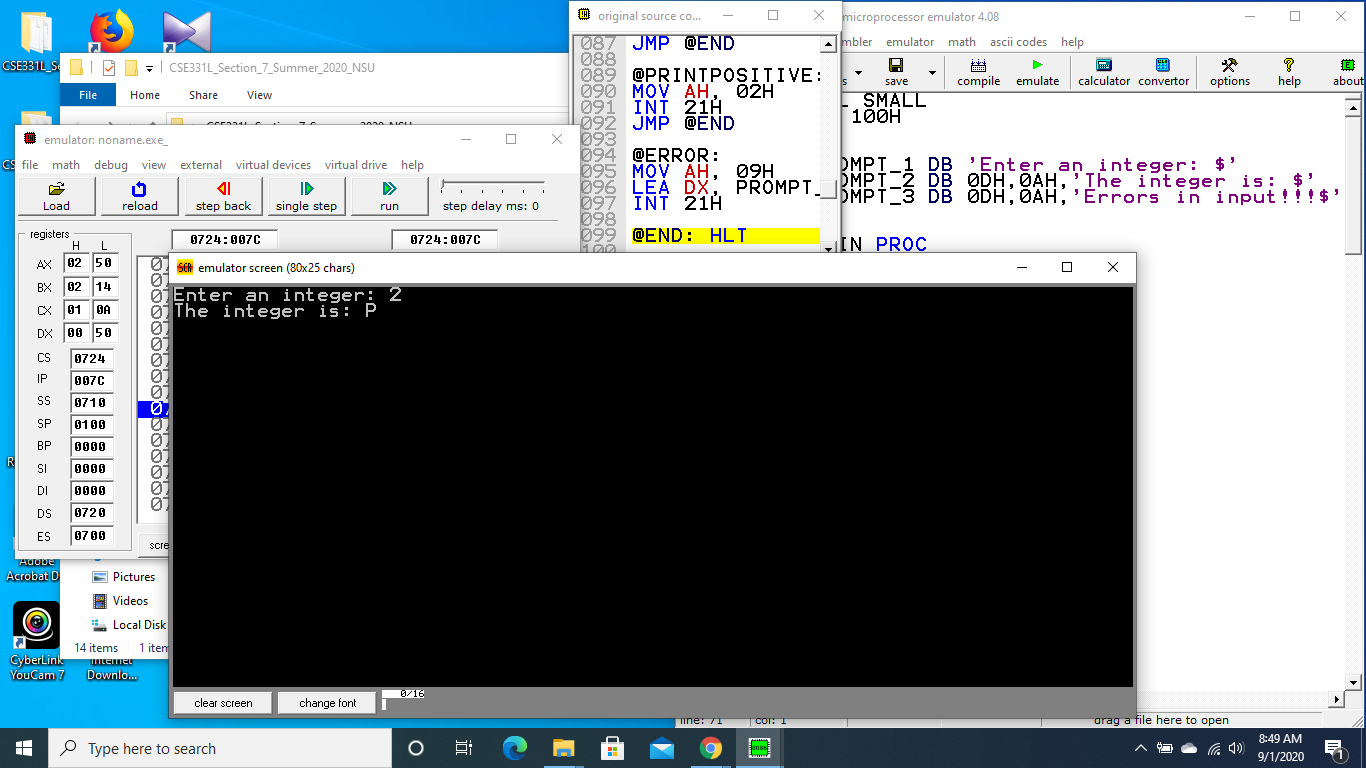 CSE331L_Se
CSE331L_Section_7_Summer_2020_NSU
File
Home
Share
View
emulator: noname.exe_
file
math
debug
view
external
virtual devices
virtual drive
help
Load
reload
step back
single step
run
step delay ms: 0
registers
H
L
0724:007C
0724:007C
AX
02
50
BX
02
14
CX
01
0A
DX
00
50
CS
0724
IP
007C
SS
0710
SP
0100
BP
0000
SI
0000
DI
0000
DS
0720
ES
0700
original source co...
087
JMP @END
088
089
@PRINTPOSITIVE:
090
MOV AH, 02H
091
INT 21H
092
JMP @END
093
094
@ERROR:
095
MOV AH, 09H
096
LEA DX, PROMPT_
097
INT 21H
098
099
@END: HLT
100
microprocessor emulator 4.08
mbler
emulator
math
ascii codes
help
save
compile
emulate
calculator
convertor
options
help
about
L SMALL
100H
OMPT_1 DB 'Enter an integer: $'
OMPT_2 DB 0DH,0AH,'The integer is: $'
OMPT_3 DB 0DH,0AH,'Errors in input!!!$'
IN PROC
emulator screen (80x25 chars)
Enter an integer: 2
The integer is: P
clear screen
change font
0/16
line: 71
col: 1
drag a file here to open
Adobe
Acrobat D
Pictures
Videos
Local Disk
14 items
1 item
CyberLink
YouCam 7
Internet
Downlo...
Type here to search
8:49 AM
9/1/2020
1